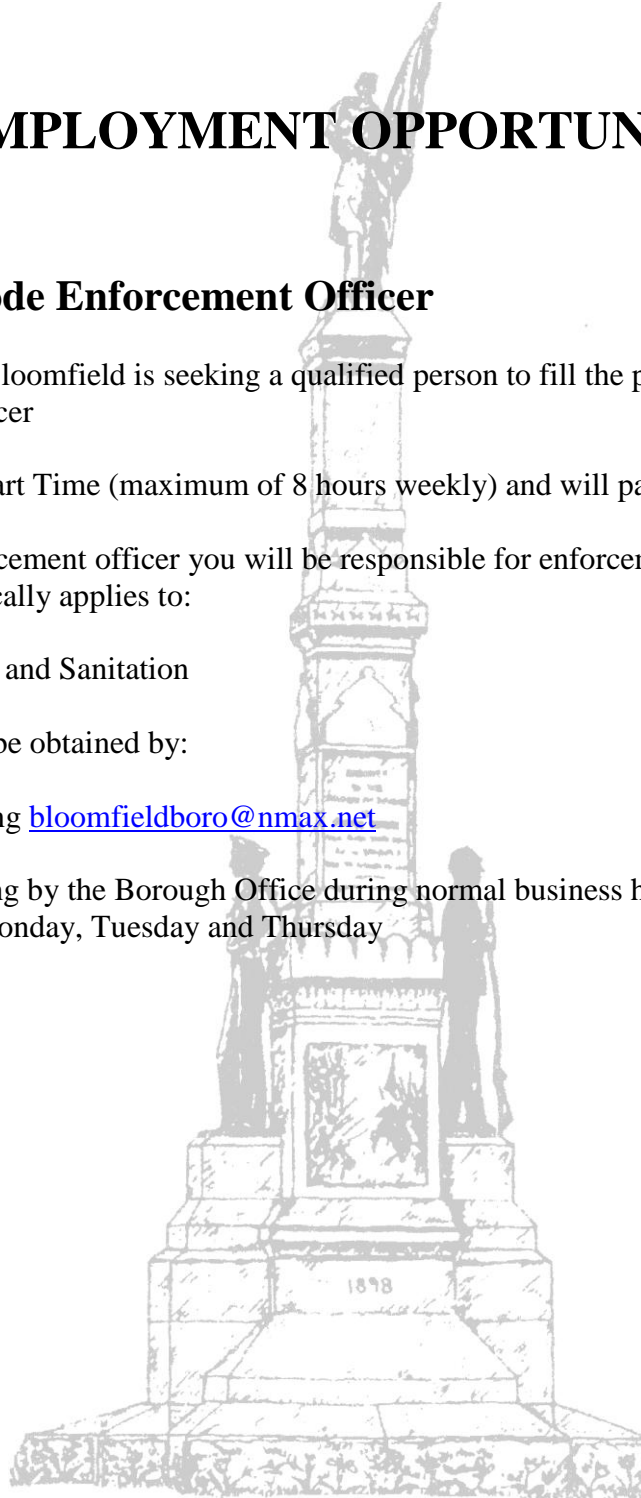 MPLOYMENT OPPORTUN
ode Enforcement Officer
loomfield is seeking a qualified person to fill the p
cer
art Time (maximum of 8 hours weekly) and will pa
cement officer you will be responsible for enforcer
cally applies to:
and Sanitation
be obtained by:
ng bloomfieldboro@nmax.net
ng by the Borough Office during normal business h
onday, Tuesday and Thursday
1898